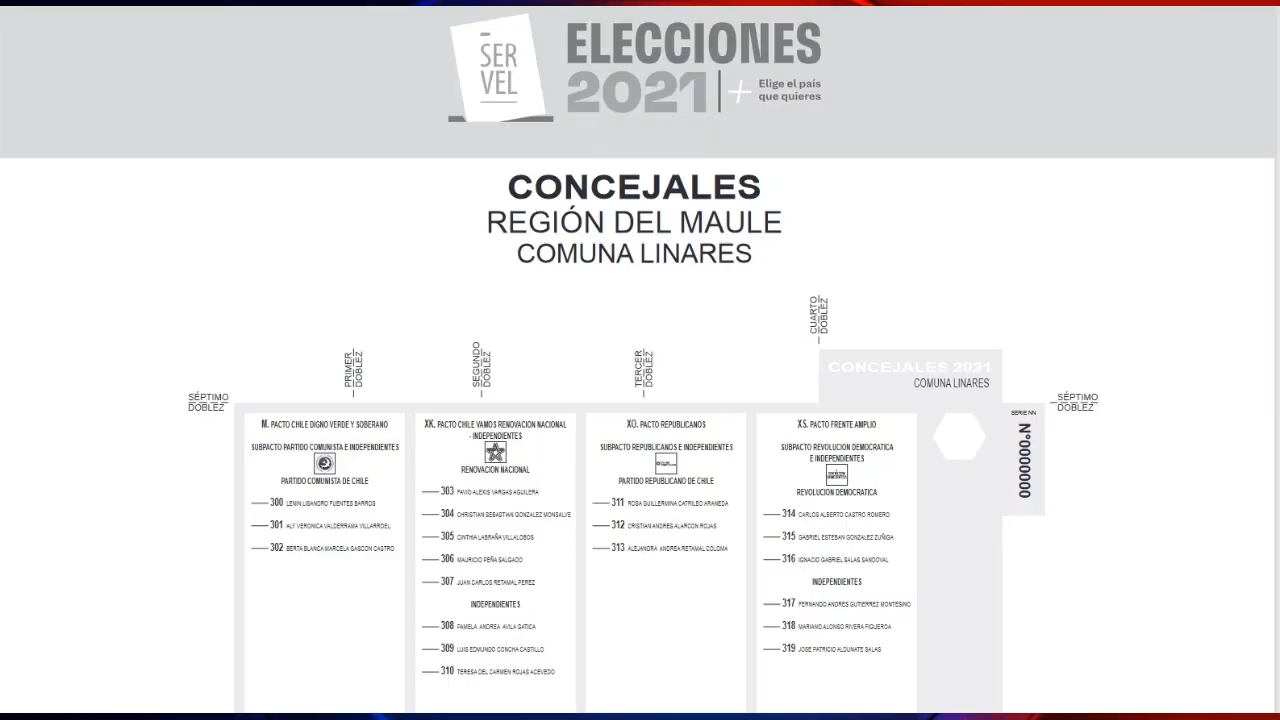 SER
VEL
ELECCIONES
2021
Elige el país
que quieres
CONCEJALES
REGIÓN DEL MAULE
COMUNA LINARES
PRIMER
DOBLEZ
SEGUNDO
DOBLEZ
TERCER
DOBLEZ
CUARTO
DOBLEZ
CONCEJALES 2021
COMUNA LINARES
SÉPTIMO
DOBLEZ
SÉPTIMO
DOBLEZ
M. PACTO CHILE DIGNO VERDE Y SOBERANO
SUBPACTO PARTIDO COMUNISTA E INDEPENDIENTES
PARTIDO COMUNISTA DE CHILE
300 LENIN LISANDRO FUENTES BARROS
301 ALY VERONICA VALDERRAMA VILLARROEL
302 BERTA BLANCA MARCELA GASCON CASTRO
XK. PACTO CHILE VAMOS RENOVACION NACIONAL
- INDEPENDIENTES
RENOVACION NACIONAL
303 FAVIO ALEXIS VARGAS AGUILERA
304 CHRISTIAN SEBASTIAN GONZALEZ MONSALVE
305 CINTHIA LABRAÑA VILLALOBOS
306 MAURICIO PEÑA SALGADO
307 JUAN CARLOS RETAMAL PEREZ
INDEPENDIENTES
308 PAMELA ANDREA AVILA GATICA
309 LUIS EDMUNDO CONCHA CASTILLO
310 TERESA DEL CARMEN ROJAS ACEVEDO
XO. PACTO REPUBLICANOS
SUBPACTO REPUBLICANOS E INDEPENDIENTES
PARTIDO REPUBLICANO DE CHILE
311 ROSA GUILLERMINA CATRILEO ARANEDA
312 CRISTIAN ANDRES ALARCON ROJAS
313 ALEJANDRA ANDREA RETAMAL COLOMA
XS. PACTO FRENTE AMPLIO
SUBPACTO REVOLUCION DEMOCRATICA
E INDEPENDIENTES
REVOLUCION DEMOCRATICA
314 CARLOS ALBERTO CASTRO ROMERO
315 GABRIEL ESTEBAN GONZALEZ ZUÑIGA
316 IGNACIO GABRIEL SALAS SANDOVAL
INDEPENDIENTES
317 FERNANDO ANDRES GUTIERREZ MONTESINO
318 MARIANO ALONSO RIVERA FIGUEROA
319 JOSE PATRICIO ALDUNATE SALAS
SERIE NN
Nº000000